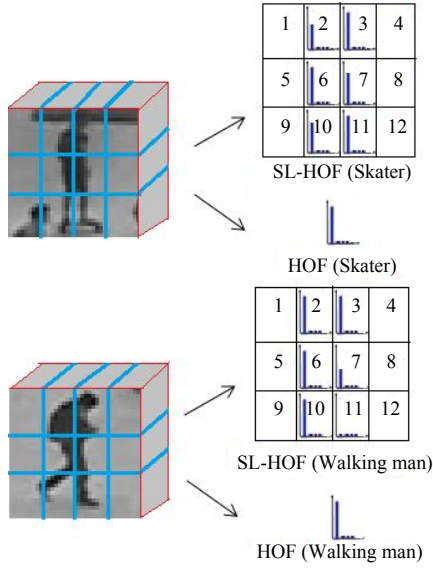 1 2 3 4
5 6 7 8
9 10 11 12
SL-HOF (Skater)
HOF (Skater)
1 2 3 4
5 6 7 8
9 10 11 12
SL-HOF (Walking man)
HOF (Walking man)